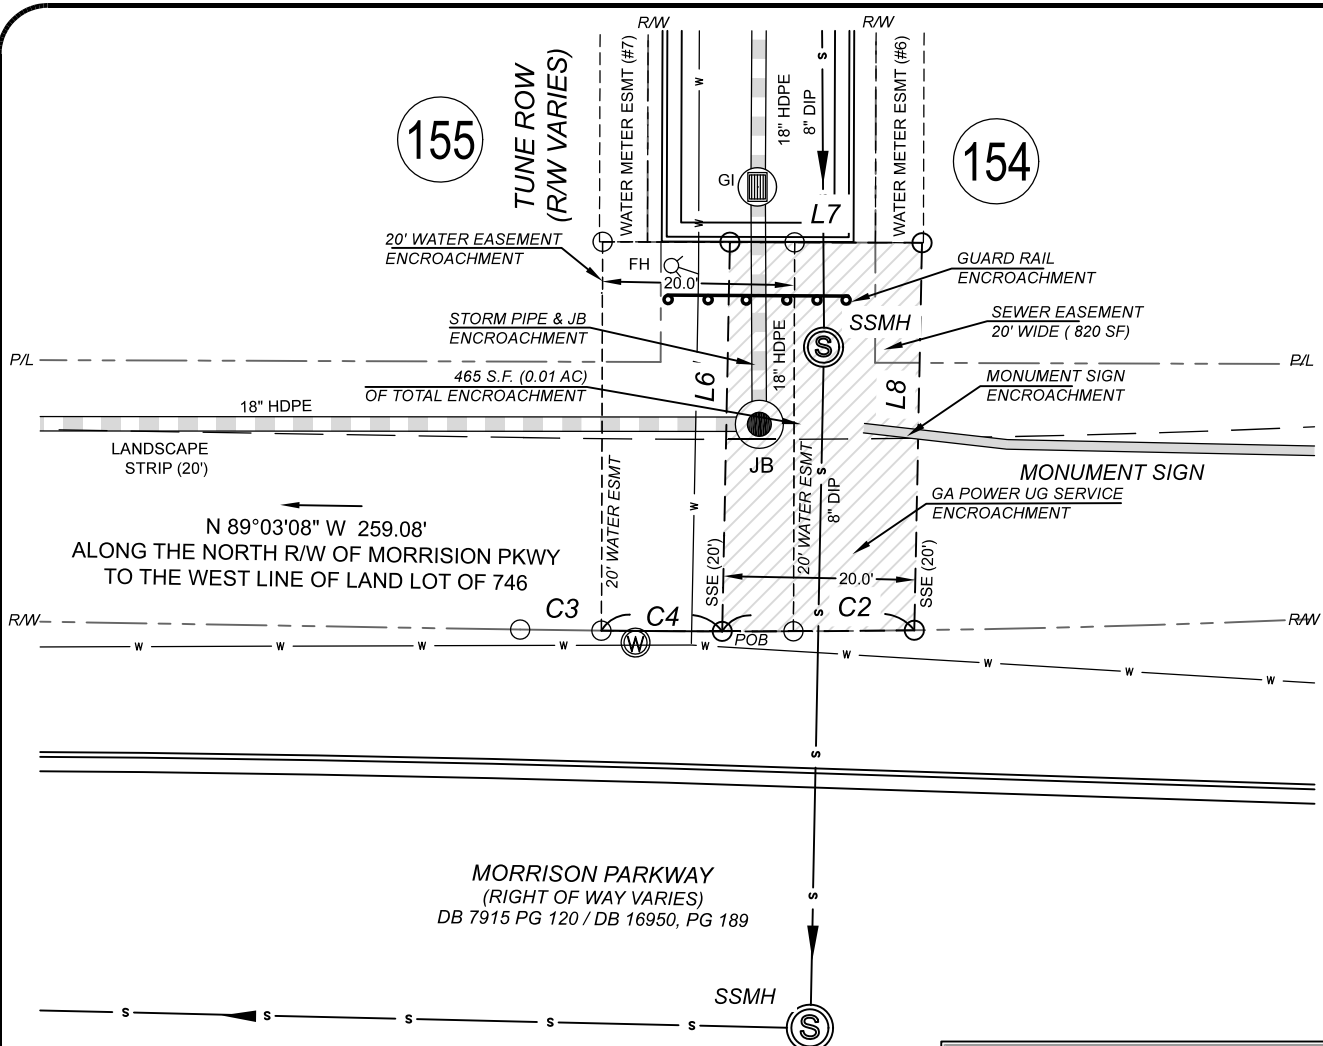 R/W
R/W
TUNE ROW
(R/W VARIES)
WATER METER ESMT (#7)
W
18" HDPE
8" DIP
S
WATER METER ESMT (#6)
155
154
GI
L7
W
20' WATER EASEMENT
ENCROACHMENT
FH
20.0'
GUARD RAIL
ENCROACHMENT
STORM PIPE & JB
ENCROACHMENT
18" HDPE
SSMH
S
SEWER EASEMENT
20' WIDE ( 820 SF)
P/L
P/L
465 S.F. (0.01 AC)
OF TOTAL ENCROACHMENT
L6
L8
MONUMENT SIGN
ENCROACHMENT
18" HDPE
LANDSCAPE
STRIP (20')
JB
S
MONUMENT SIGN
20' WATER ESMT
W
SSE (20')
20' WATER ESMT
8" DIP
SSE (20')
GA POWER UG SERVICE
ENCROACHMENT
N 89°03'08" W 259.08'
ALONG THE NORTH R/W OF MORRISION PKWY
TO THE WEST LINE OF LAND LOT OF 746
20.0'
R/W
C3
C4
S
C2
R/W
POB
W
W W W W W W W W W
S
MORRISON PARKWAY
(RIGHT OF WAY VARIES)
DB 7915 PG 120 / DB 16950, PG 189
S
SSMH
S S S S S
S